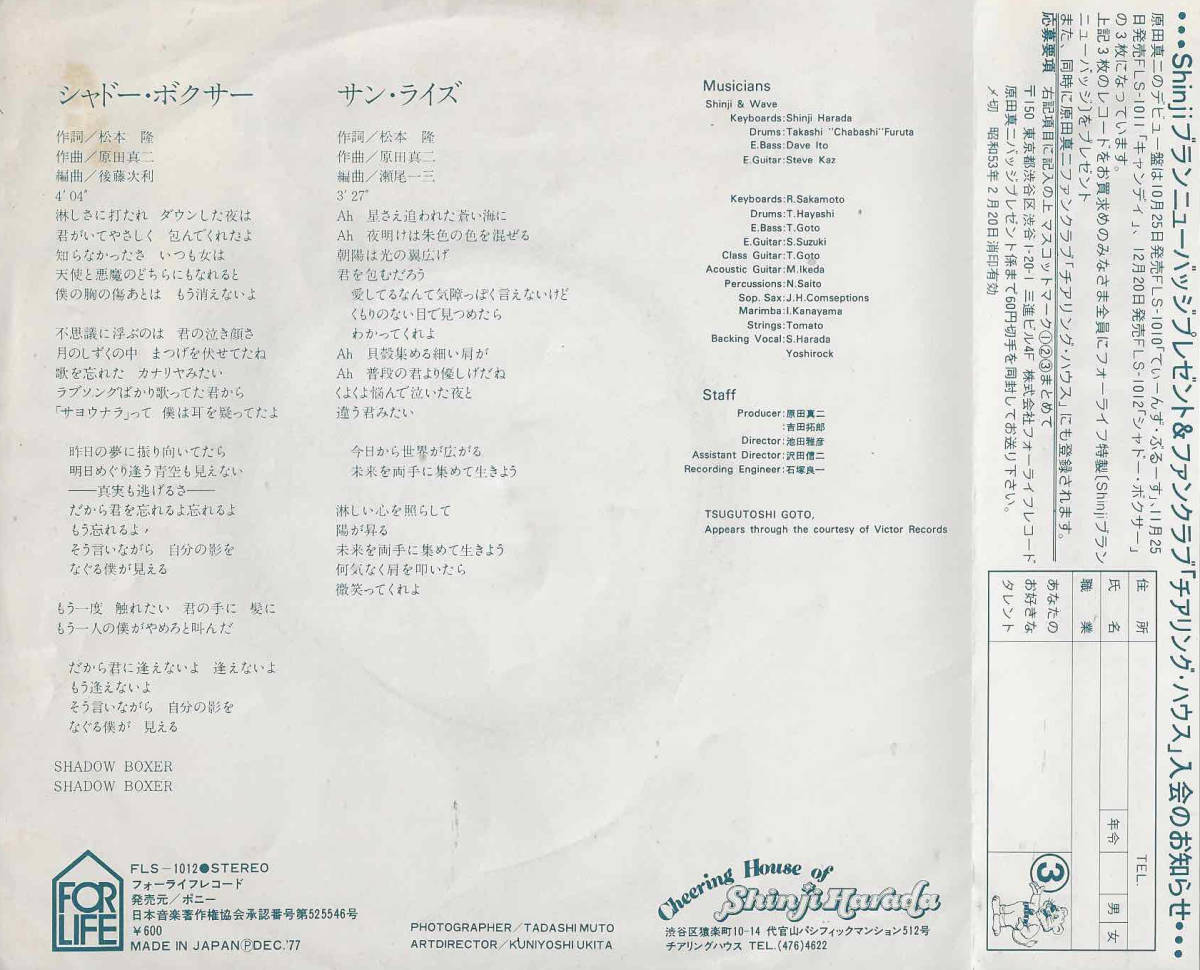 シャドー・ボクサー
作詞／松本 隆
作曲／原田真二
編曲／後藤次利
4′04″
淋しさに打たれ ダウンした夜は
君がいてやさしく 包んでくれたよ
知らなかったさ いつも女は
天使と悪魔のどちらにもなれると
僕の胸の傷あとは もう消えないよ
不思議に浮ぶのは 君の泣き顔さ
月のしずくの中 まつげを伏せてたね
歌を忘れた カナリヤみたい
ラブソングばかり歌ってた君から
「サヨウナラ」って 僕は耳を疑ってたよ
昨日の夢に振り向いてたら
明日めぐり逢う青空も見えない
――真実も逃げるさ――
だから君を忘れるよ忘れるよ
もう忘れるよ,
そう言いながら 自分の影を
なぐる僕が見える
もう一度 触れたい 君の手に 髪に
もう一人の僕がやめろと叫んだ
だから君に逢えないよ 逢えないよ
もう逢えないよ
そう言いながら 自分の影を
なぐる僕が 見える
SHADOW BOXER
SHADOW BOXER
サン・ライズ
作詞／松本 隆
作曲／原田真二
編曲／瀬尾一三
3′27″
Ah 星さえ追われた蒼い海に
Ah 夜明けは朱色の色を混ぜる
朝陽は光の翼広げ
君を包むだろう
愛してるなんて気障っぽく言えないけど
くもりのない目で見つめたら
わかってくれよ
Ah 貝殻集める細い肩が
Ah 普段の君より優しげだね
くよくよ悩んで泣いた夜と
違う君みたい
今日から世界が広がる
未来を両手に集めて生きよう
淋しい心を照らして
陽が昇る
未来を両手に集めて生きよう
何気なく肩を叩いたら
微笑ってくれよ
Musicians
Shinji & Wave
Keyboards:Shinji Harada
Drums:Takashi "Chabashi"Furuta
E.Bass:Dave Ito
E.Guitar:Steve Kaz
Keyboards:R.Sakamoto
Drums:T.Hayashi
E.Bass:T.Goto
E.Guitar:S.Suzuki
Class Guitar:T.Goto
Acoustic Guitar:M.Ikeda
Percussions:N.Saito
Sop. Sax:J.H.Comseptions
Marimba:I.Kanayama
Strings:Tomato
Backing Vocal:S.Harada
Yoshirock
Staff
Producer:原田真二
:吉田拓郎
Director:池田雅彦
Assistant Director:沢田信二
Recording Engineer:石塚良一
TSUGUTOSHI GOTO,
Appears through the courtesy of Victor Records
FOR LIFE
FLS-1012●STEREO
フォーライフレコード
発売元／ポニー
日本音楽著作権協会承認番号第525546号
￥600
MADE IN JAPANⓅDEC.'77
PHOTOGRAPHER／TADASHI MUTO
ARTDIRECTOR／KUNIYOSHI UKITA
Cheering House of
Shinji Harada
渋谷区猿楽町10-14 代官山パシフィックマンション512号
チアリングハウス TEL.(476)4622
•••Shinjiブランニューバッジプレゼント&ファンクラブ「チアリング・ハウス」入会のお知らせ•••
原田真二のデビュー盤は10月25日発売FLS-1010「てぃーんず・ぶるーす」、11月25
日発売FLS-1011「キャンディ」、12月20日発売FLS-1012「シャドー・ボクサー」
の3枚になっています。
上記3枚のレコードをお買求めのみなさま全員にフォーライフ特製〔Shinjiブラン
ニューバッジ〕をプレゼント
また、同時に原田真二ファンクラブ「チアリング・ハウス」にも登録されます。
応募要項 右記項目に記入の上 マスコットマーク①②③まとめて
〒150 東京都渋谷区 渋谷1-20-1 三進ビル4F 株式会社フォーライフレコード
原田真二バッジプレゼント係まで60円切手を同封してお送り下さい。
〆切 昭和53年2月20日消印有効
住所
TEL.
氏名
年令
男 女
職業
あなたの
お好きな
タレント
③